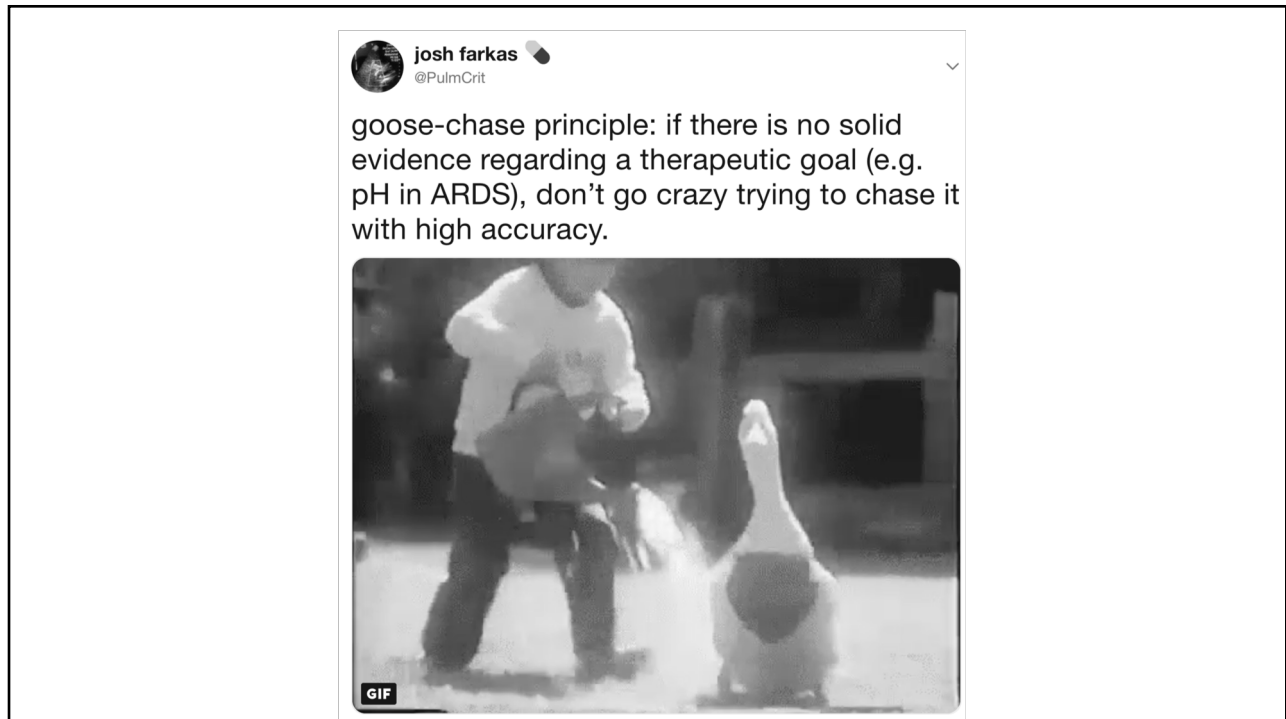 josh farkas
@PulmCrit
goose-chase principle: if there is no solid
evidence regarding a therapeutic goal (e.g.
pH in ARDS), don’t go crazy trying to chase it
with high accuracy.
GIF